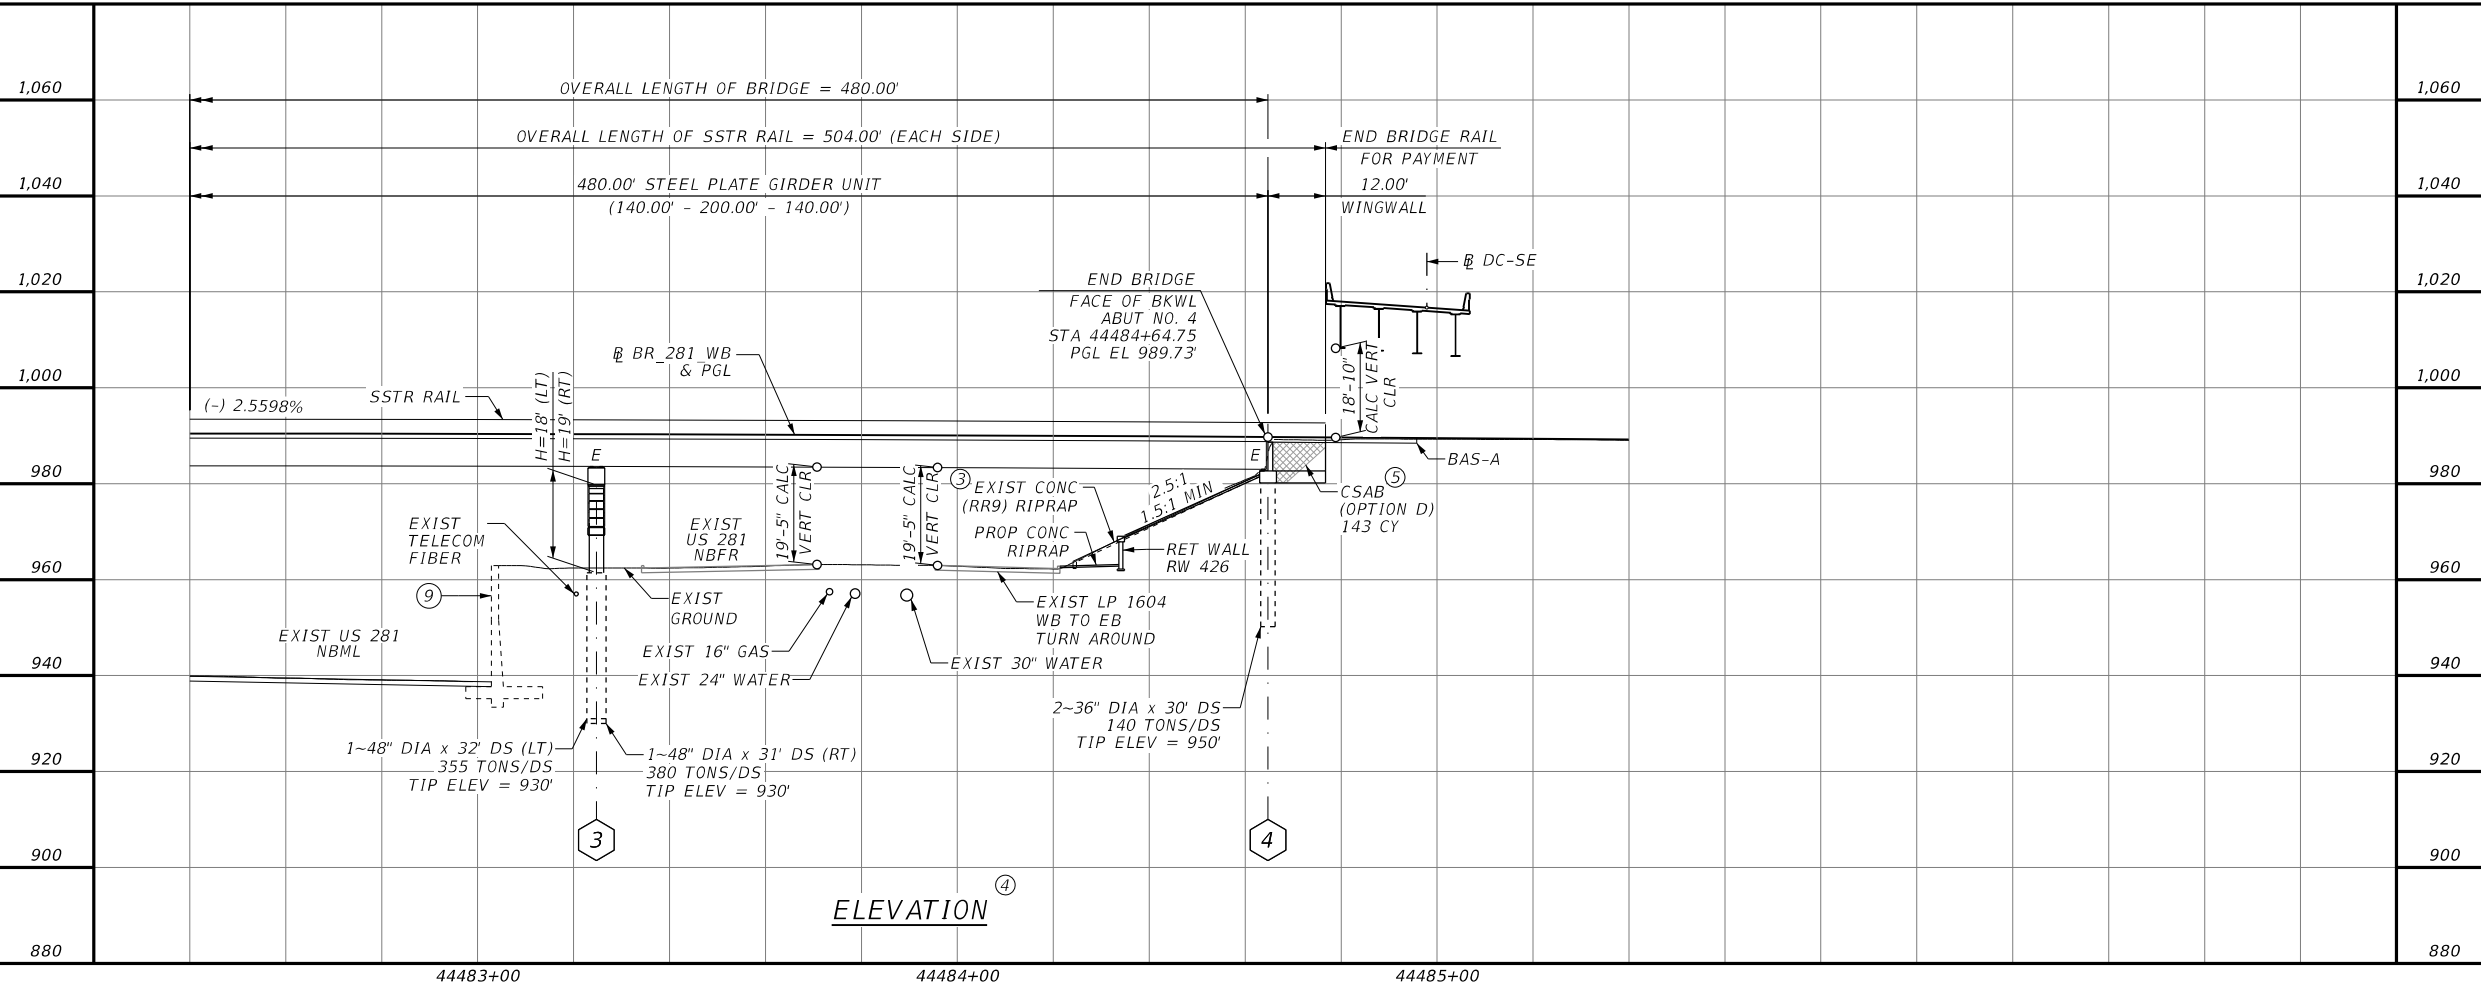 OVERALL LENGTH OF BRIDGE = 480.00'
OVERALL LENGTH OF SSTR RAIL = 504.00' (EACH SIDE)
END BRIDGE RAIL
FOR PAYMENT
480.00' STEEL PLATE GIRDER UNIT
(140.00' - 200.00' - 140.00')
12.00'
WINGWALL
1,060
1,040
1,020
1,000
980
960
940
920
900
880
1,060
1,040
1,020
1,000
980
960
940
920
900
880
END BRIDGE
FACE OF BKWL
ABUT NO. 4
STA 44484+64.75
PGL EL 989.73'
℄ DC-SE
℄ BR_281_WB
& PGL
SSTR RAIL
(-) 2.5598%
H=18' (LT)
H=19' (RT)
E
19'-5" CALC
VERT CLR
19'-5" CALC
VERT CLR
3
18'-10"
CALC VERT
CLR
E
BAS-A
5
CSAB
(OPTION D)
143 CY
EXIST CONC
(RR9) RIPRAP
2.5:1
1.5:1 MIN
PROP CONC
RIPRAP
RET WALL
RW 426
EXIST
TELECOM
FIBER
EXIST
US 281
NBFR
9
EXIST
GROUND
EXIST US 281
NBML
EXIST 16" GAS
EXIST 24" WATER
EXIST 30" WATER
EXIST LP 1604
WB TO EB
TURN AROUND
2~36" DIA x 30' DS
140 TONS/DS
TIP ELEV = 950'
1~48" DIA x 32' DS (LT)
355 TONS/DS
TIP ELEV = 930'
1~48" DIA x 31' DS (RT)
380 TONS/DS
TIP ELEV = 930'
3
4
ELEVATION
4
44483+00
44484+00
44485+00